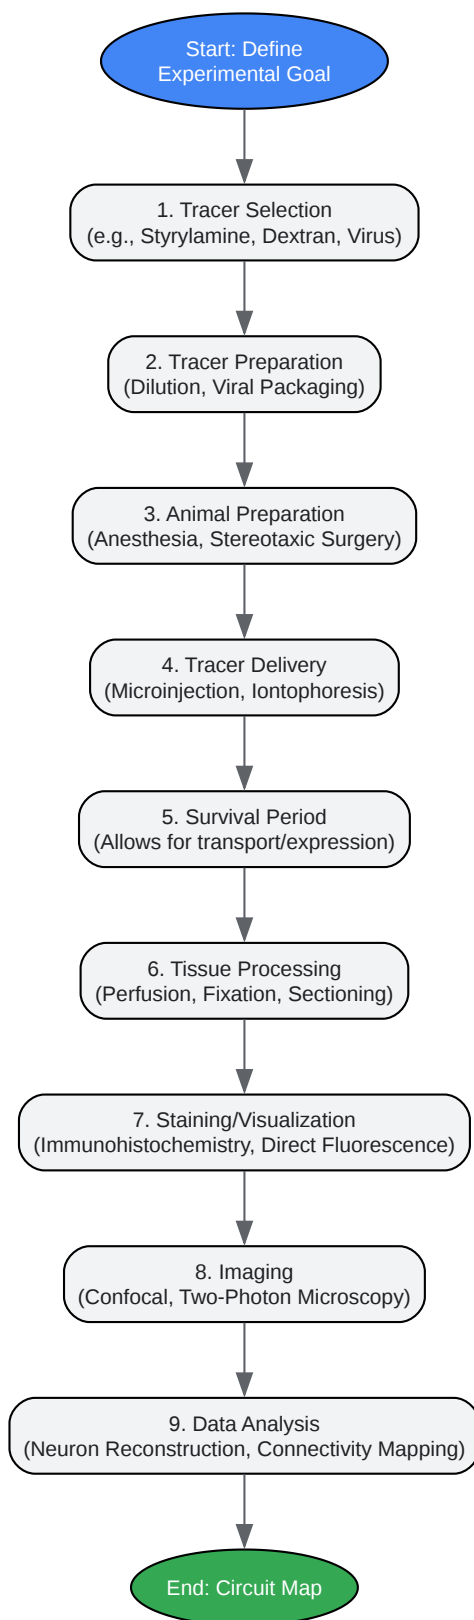 Start: Define
Experimental Goal
1. Tracer Selection
(e.g., Styrylamine, Dextran, Virus)
2. Tracer Preparation
(Dilution, Viral Packaging)
3. Animal Preparation
(Anesthesia, Stereotaxic Surgery)
4. Tracer Delivery
(Microinjection, Iontophoresis)
5. Survival Period
(Allows for transport/expression)
6. Tissue Processing
(Perfusion, Fixation, Sectioning)
7. Staining/Visualization
(Immunohistochemistry, Direct Fluorescence)
8. Imaging
(Confocal, Two-Photon Microscopy)
9. Data Analysis
(Neuron Reconstruction, Connectivity Mapping)
End: Circuit Map